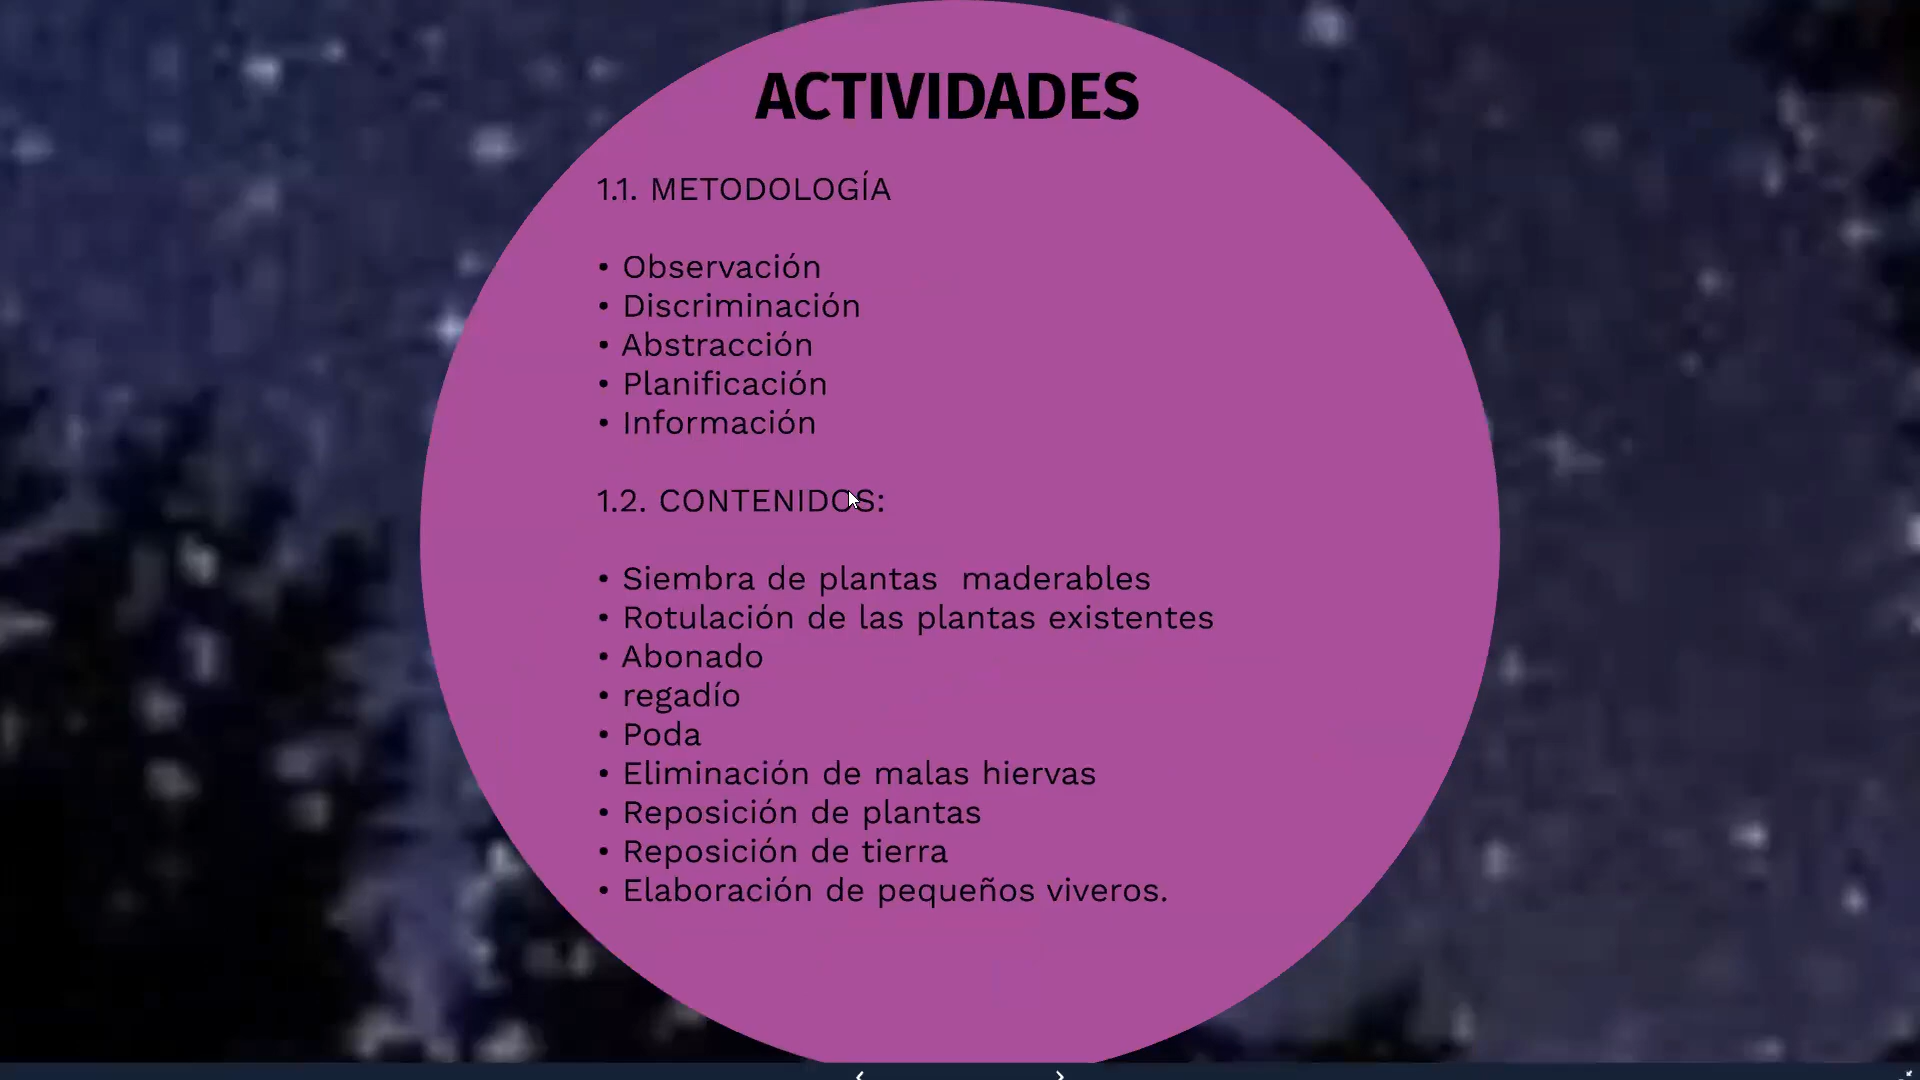 ACTIVIDADES
1.1. METODOLOGÍA
• Observación
• Discriminación
• Abstracción
• Planificación
• Información
1.2. CONTENIDOS:
• Siembra de plantas  maderables
• Rotulación de las plantas existentes
• Abonado
• regadío
• Poda
• Eliminación de malas hiervas
• Reposición de plantas
• Reposición de tierra
• Elaboración de pequeños viveros.